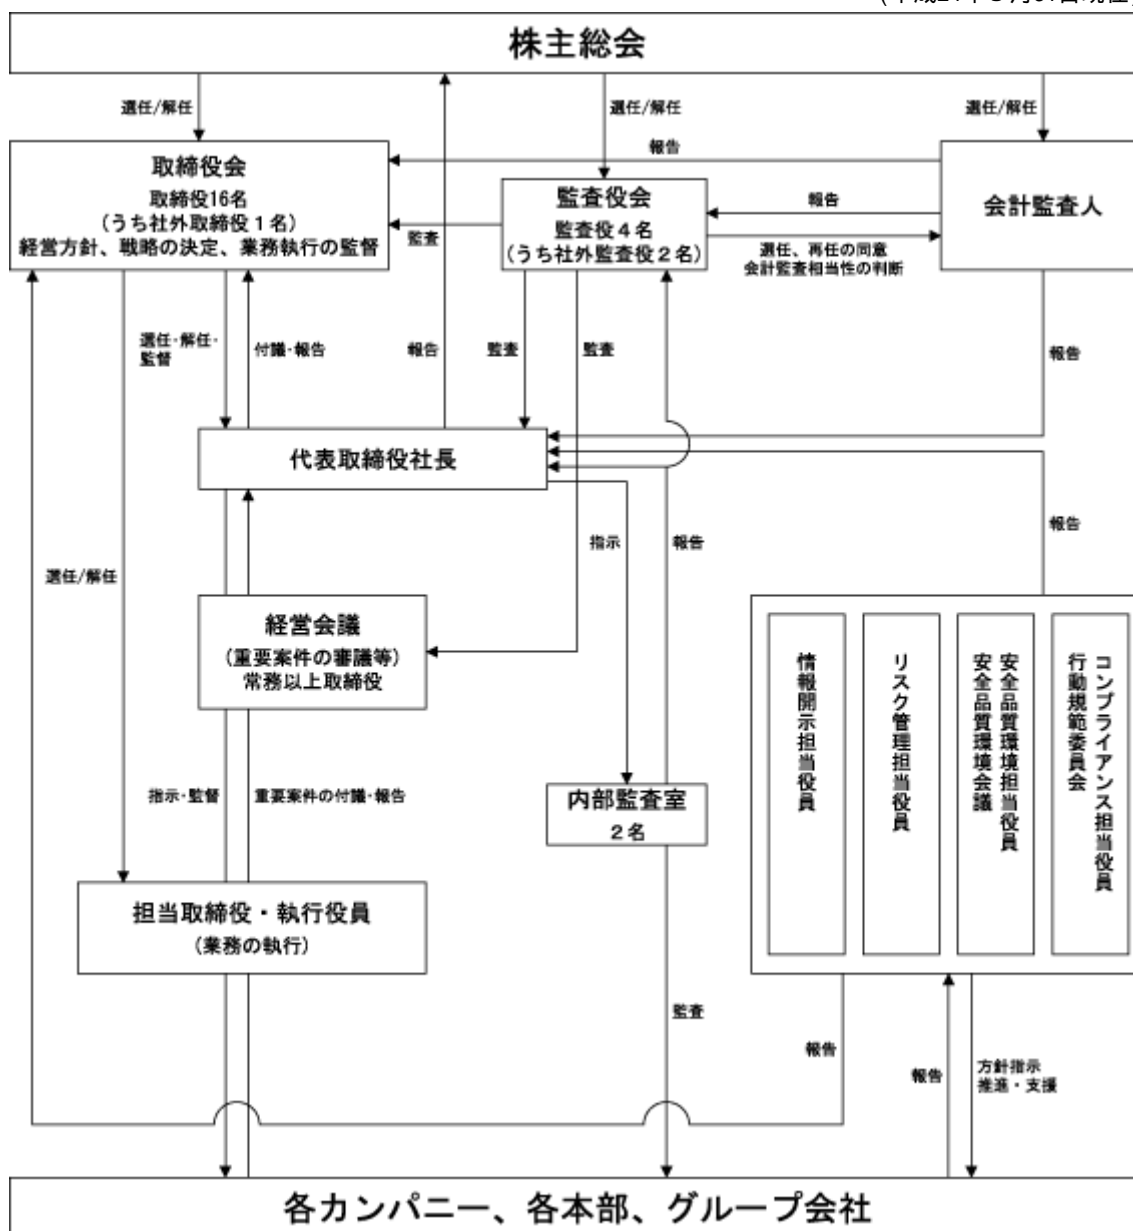 株主総会
選任/解任
選任/解任
選任/解任
取締役会
取締役16名
(うち社外取締役１名)
経営方針、戦略の決定、業務執行の監督
報告
監査役会
監査役４名
(うち社外監査役２名)
監査
報告
会計監査人
選任、再任の同意
会計監査相当性の判断
選任・解任・
監督
付議・報告
報告
監査
監査
報告
代表取締役社長
指示
報告
報告
選任/解任
経営会議
(重要案件の審議等)
常務以上取締役
情報開示担当役員
リスク管理担当役員
安全品質環境担当役員
安全品質環境会議
コンプライアンス担当役員
行動規範委員会
指示・監督
重要案件の付議・報告
内部監査室
２名
担当取締役・執行役員
(業務の執行)
監査
報告
報告
方針指示
推進・支援
各カンパニー、各本部、グループ会社